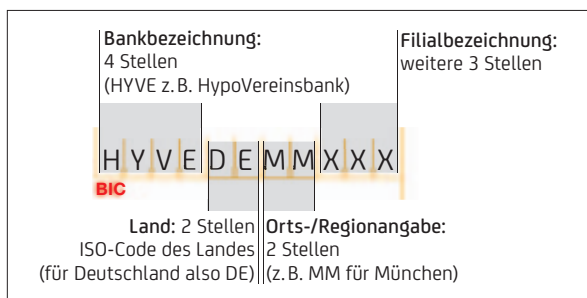 Bankbezeichnung:
4 Stellen
(HYVE z. B. HypoVereinsbank)
Filialbezeichnung:
weitere 3 Stellen
H Y V E D E M M X X X
BIC
Land: 2 Stellen
ISO-Code des Landes
(für Deutschland also DE)
Orts-/Regionangabe:
2 Stellen
(z. B. MM für München)